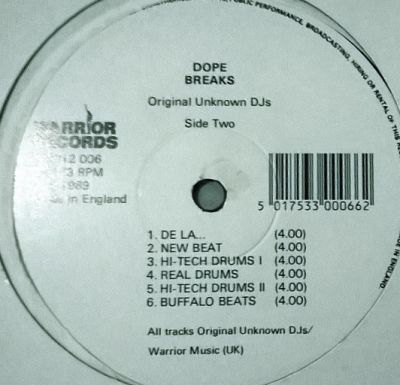 PUBLIC PERFORMANCE, BROADCASTING, HIRING OR RENTAL OF THIS
DOPE
BREAKS
Original Unknown DJs
Side Two
WARRIOR
RECORDS
12 006
RPM
1989
in England
5 017533 000662
1. DE LA... (4.00)
2. NEW BEAT (4.00)
3. HI-TECH DRUMS I (4.00)
4. REAL DRUMS (4.00)
5. HI-TECH DRUMS II (4.00)
6. BUFFALO BEATS (4.00)
All tracks Original Unknown DJs/
Warrior Music (UK)
MADE IN ENGLAND